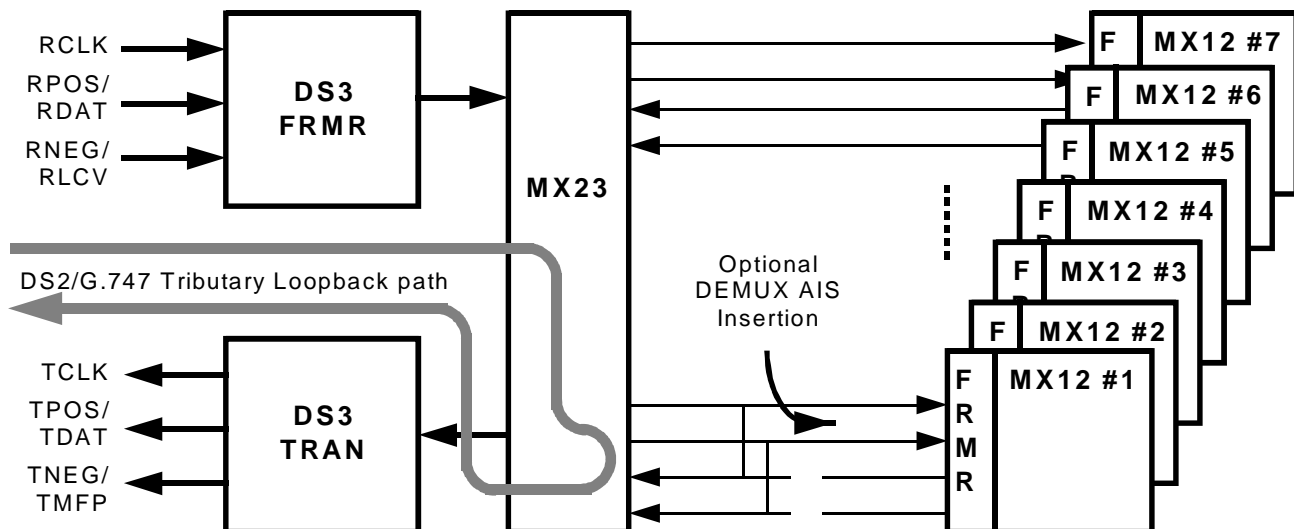 RCLK
RPOS/
RDAT
RNEG/
RLCV
DS3
FRMR
MX23
F MX12 #7
F MX12 #6
F MX12 #5
F MX12 #4
F MX12 #3
F MX12 #2
MX12 #1
F
R
M
R
DS2/G.747 Tributary Loopback path
Optional
DEMUX AIS
Insertion
TCLK
TPOS/
TDAT
TNEG/
TMFP
DS3
TRAN